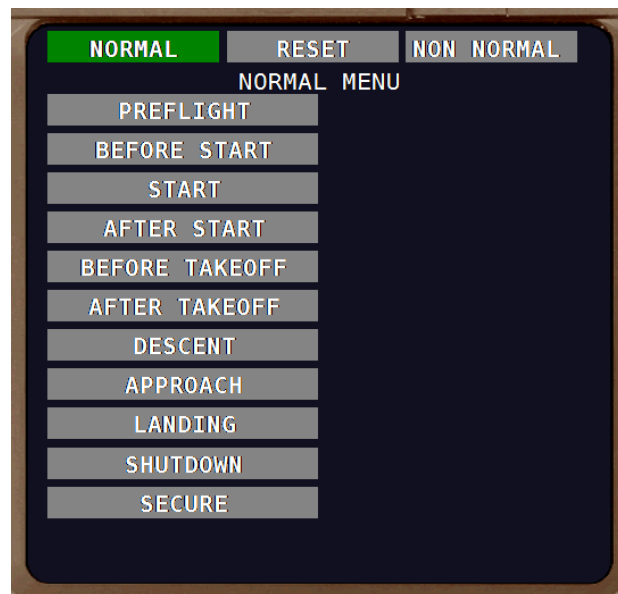 NORMAL RESET NON NORMAL
NORMAL MENU
PREFLIGHT
BEFORE START
START
AFTER START
BEFORE TAKEOFF
AFTER TAKEOFF
DESCENT
APPROACH
LANDING
SHUTDOWN
SECURE